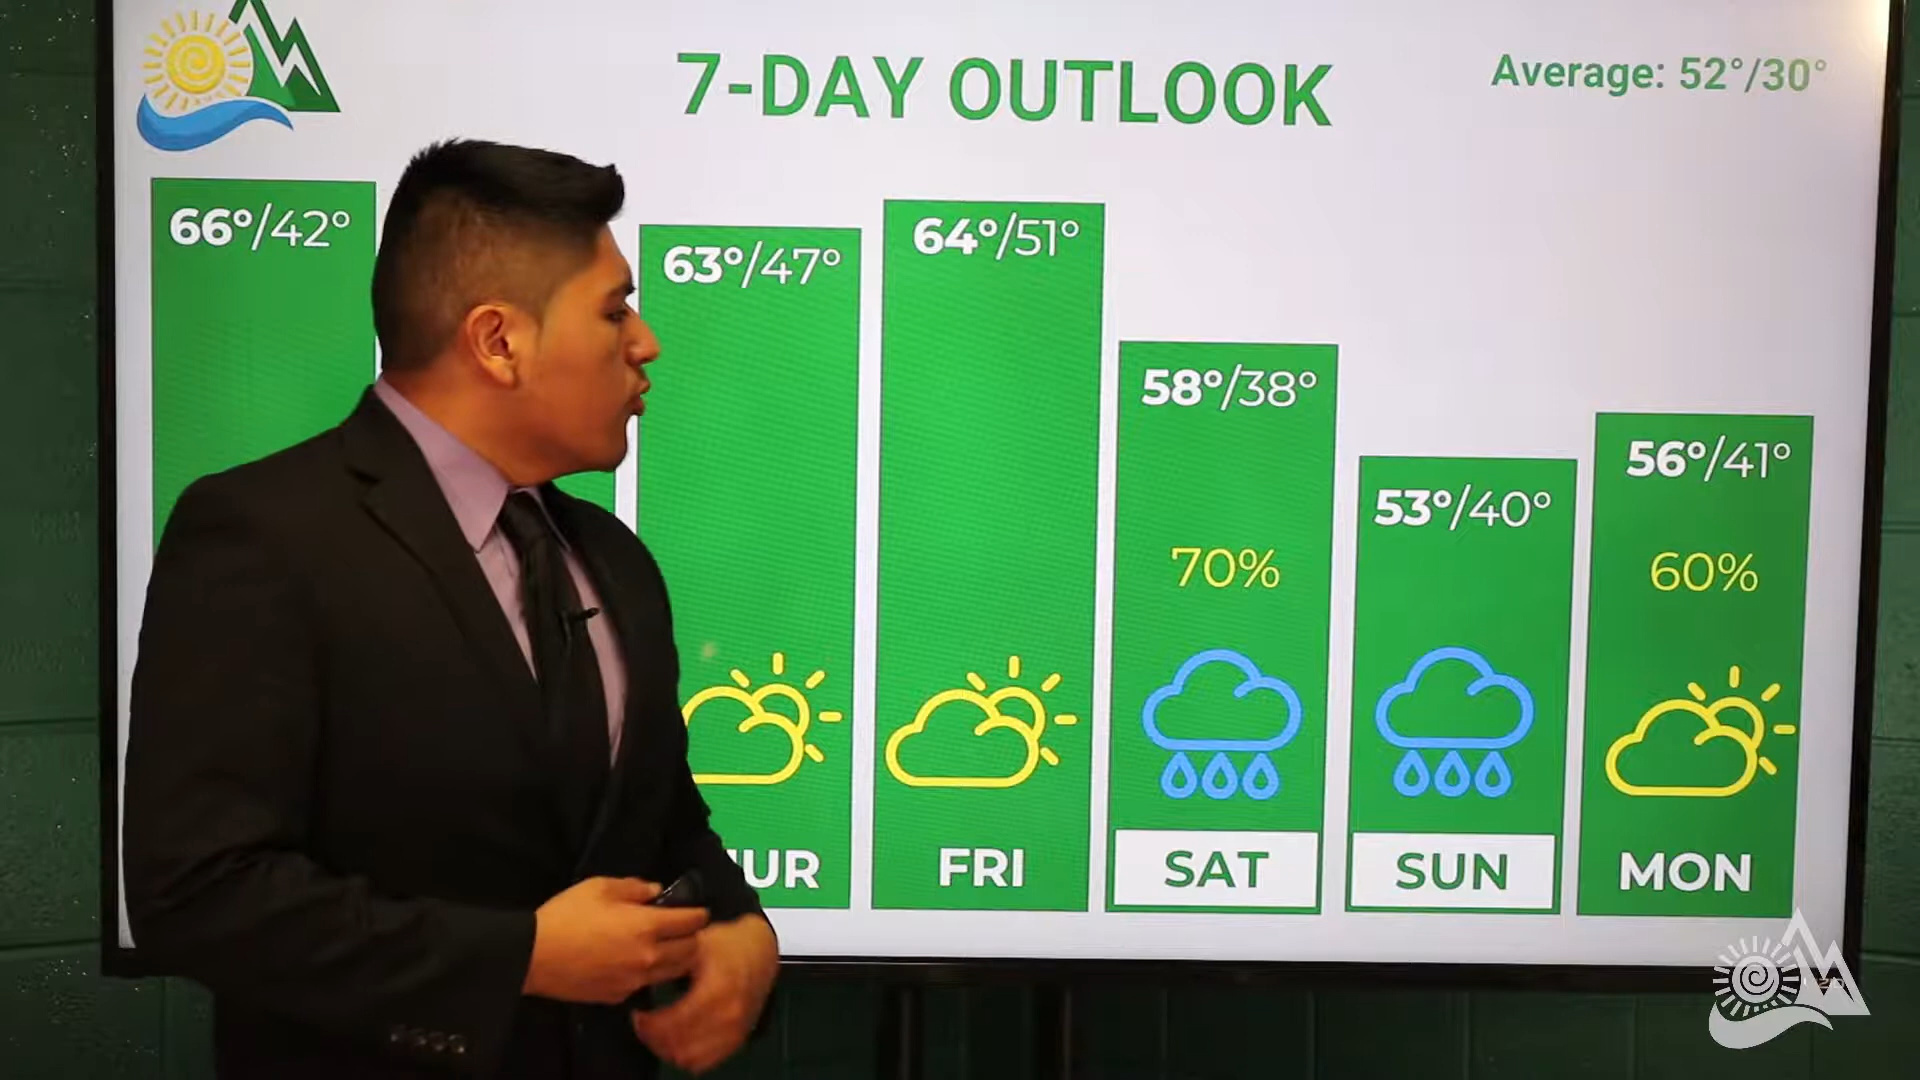 7-DAY OUTLOOK
Average: 52°/30°
66°/42°
63°/47°
64°/51°
58°/38°
53°/40°
56°/41°
70%
60%
UR
FRI
SAT
SUN
MON